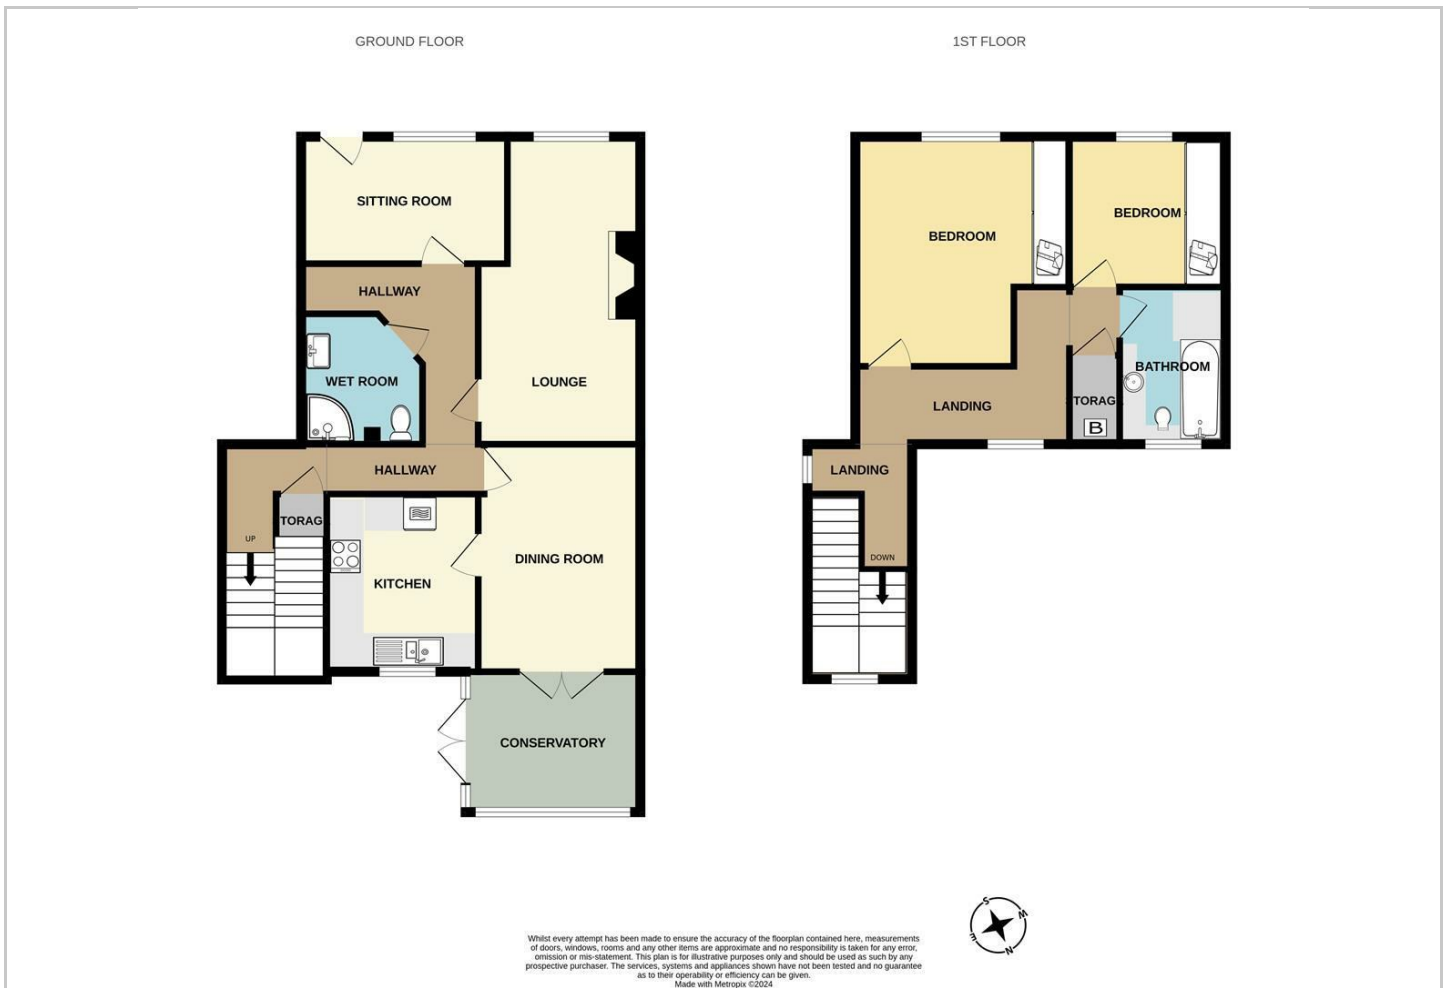 GROUND FLOOR
1ST FLOOR
SITTING ROOM
HALLWAY
WET ROOM
LOUNGE
HALLWAY
TORAG
UP
KITCHEN
DINING ROOM
CONSERVATORY
BEDROOM
BEDROOM
BATHROOM
LANDING
TORAG
B
LANDING
DOWN
S
W
E
N
Whilst every attempt has been made to ensure the accuracy of the floorplan contained here, measurements
of doors, windows, rooms and any other items are approximate and no responsibility is taken for any error,
omission or mis-statement. This plan is for illustrative purposes only and should be used as such by any
prospective purchaser. The services, systems and appliances shown have not been tested and no guarantee
as to their operability or efficiency can be given.
Made with Metropix ©2024